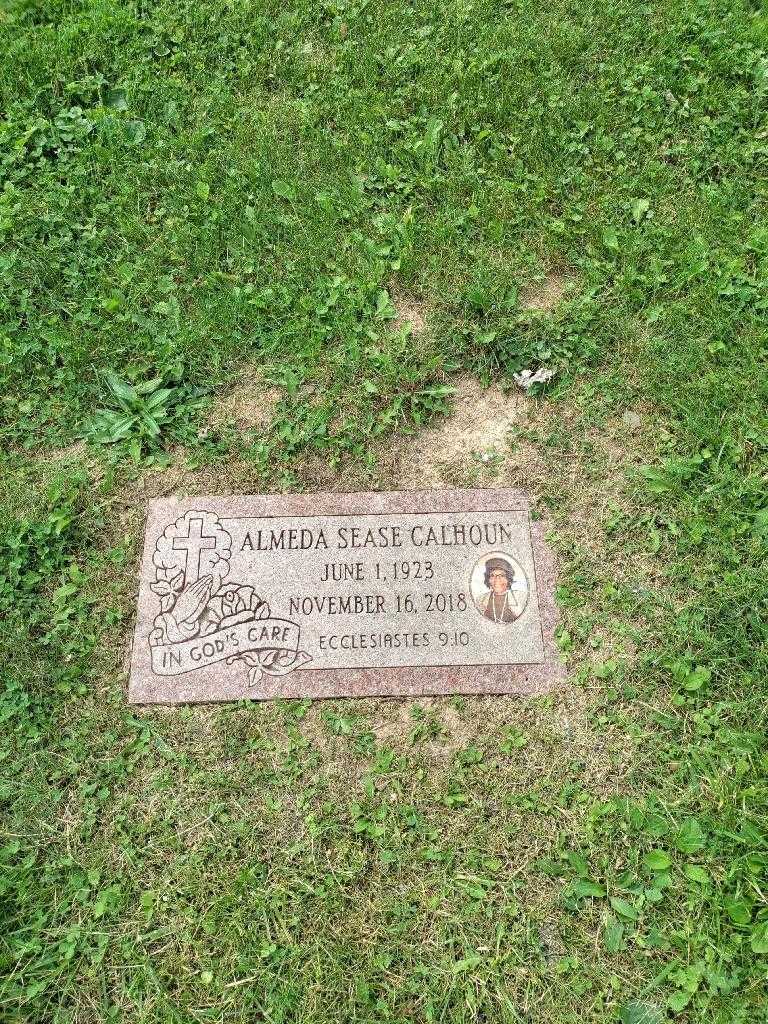 ALMEDA SEASE CALHOUN
JUNE 1, 1923
NOVEMBER 16, 2018
ECCLESIASTES 9:10
IN GOD'S CARE